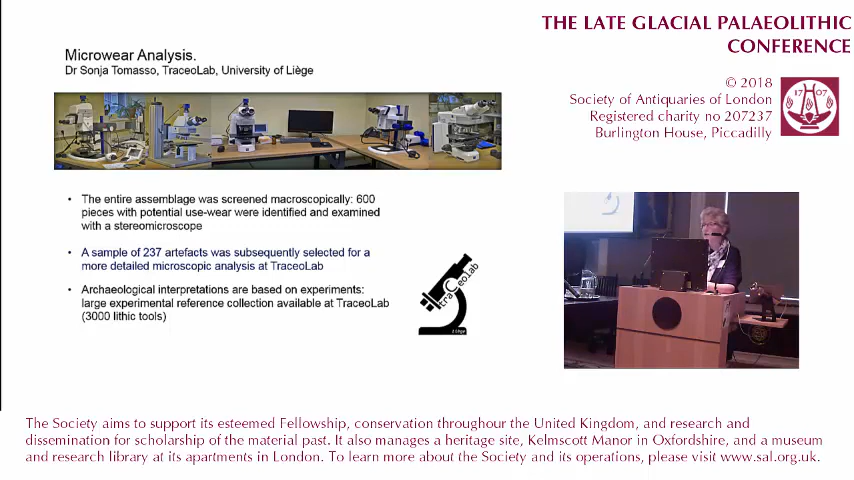 THE LATE GLACIAL PALAEOLITHIC
CONFERENCE
© 2018
Society of Antiquaries of London
Registered charity no 207237
Burlington House, Piccadilly
17 07
Microwear Analysis.
Dr Sonja Tomasso, TraceoLab, University of Liège
• The entire assemblage was screened macroscopically: 600
pieces with potential use-wear were identified and examined
with a stereomicroscope
• A sample of 237 artefacts was subsequently selected for a
more detailed microscopic analysis at TraceoLab
• Archaeological interpretations are based on experiments:
large experimental reference collection available at TraceoLab
(3000 lithic tools)
traCeolab
Liège
The Society aims to support its esteemed Fellowship, conservation throughour the United Kingdom, and research and
dissemination for scholarship of the material past. It also manages a heritage site, Kelmscott Manor in Oxfordshire, and a museum
and research library at its apartments in London. To learn more about the Society and its operations, please visit www.sal.org.uk.